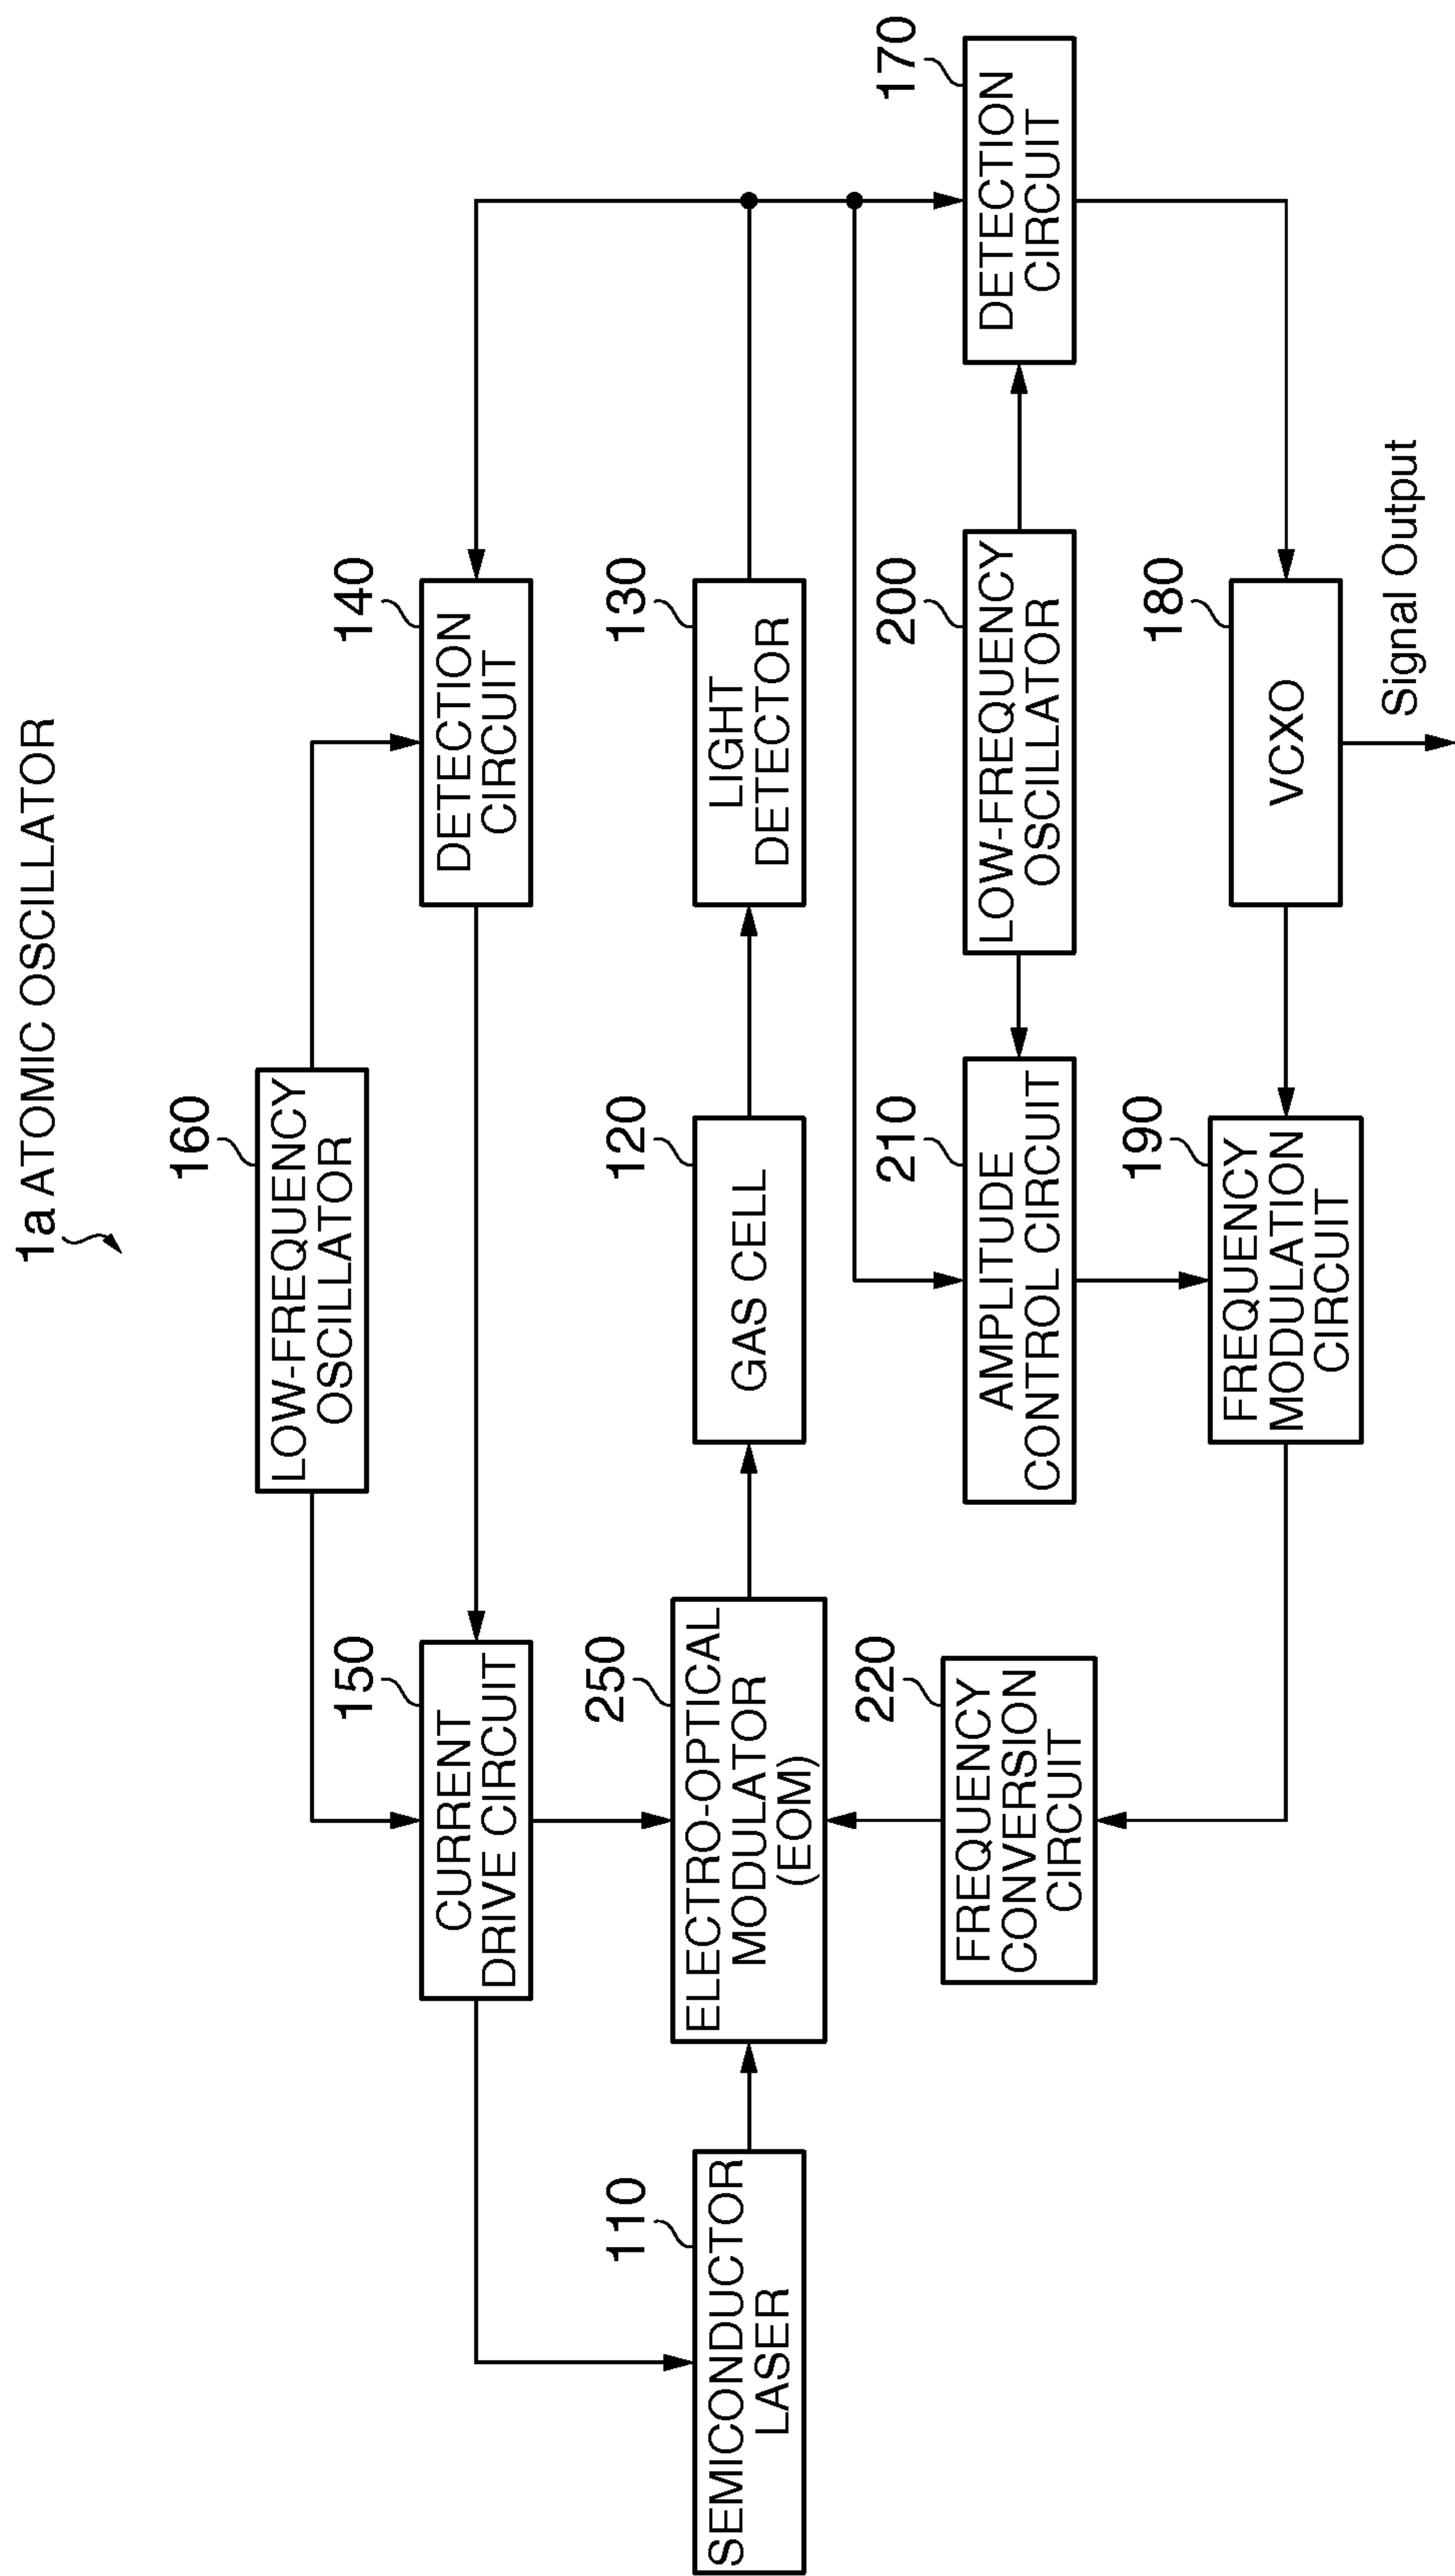 1a ATOMIC OSCILLATOR
160
LOW-FREQUENCY
OSCILLATOR
150
CURRENT
DRIVE CIRCUIT
140
DETECTION
CIRCUIT
110
SEMICONDUCTOR
LASER
250
ELECTRO-OPTICAL
MODULATOR
(EOM)
120
GAS CELL
130
LIGHT
DETECTOR
220
FREQUENCY
CONVERSION
CIRCUIT
210
AMPLITUDE
CONTROL CIRCUIT
200
LOW-FREQUENCY
OSCILLATOR
170
DETECTION
CIRCUIT
190
FREQUENCY
MODULATION
CIRCUIT
180
VCXO
Signal Output